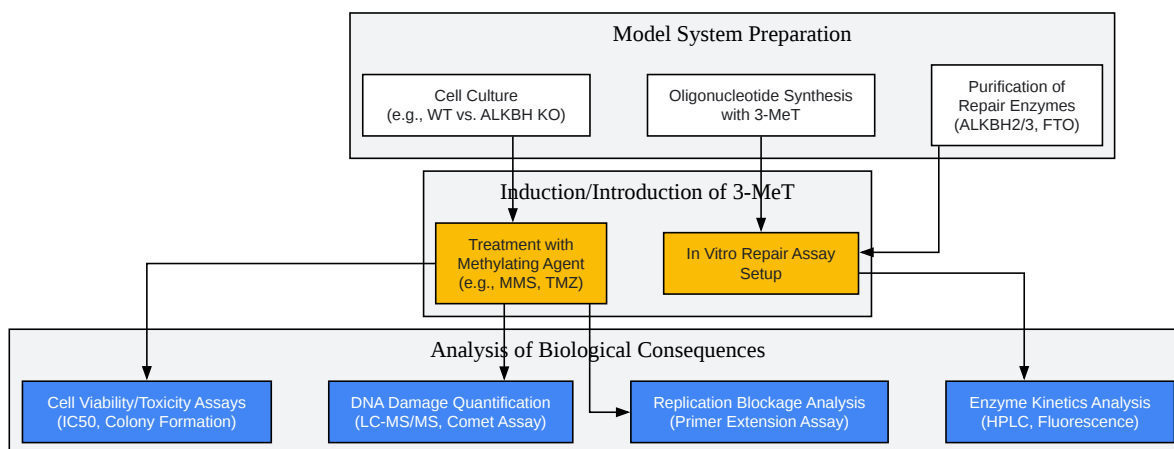 Model System Preparation
Cell Culture
(e.g., WT vs. ALKBH KO)
Oligonucleotide Synthesis
with 3-MeT
Purification of
Repair Enzymes
(ALKBH2/3, FTO)
Induction/Introduction of 3-MeT
Treatment with
Methylating Agent
(e.g., MMS, TMZ)
In Vitro Repair Assay
Setup
Analysis of Biological Consequences
Cell Viability/Toxicity Assays
(IC50, Colony Formation)
DNA Damage Quantification
(LC-MS/MS, Comet Assay)
Replication Blockage Analysis
(Primer Extension Assay)
Enzyme Kinetics Analysis
(HPLC, Fluorescence)